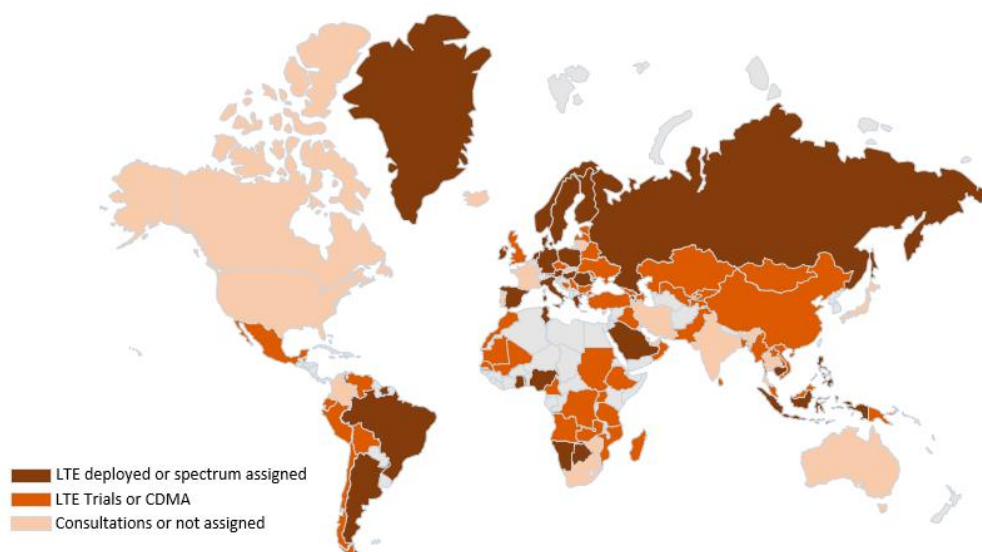 LTE deployed or spectrum assigned
LTE Trials or CDMA
Consultations or not assigned